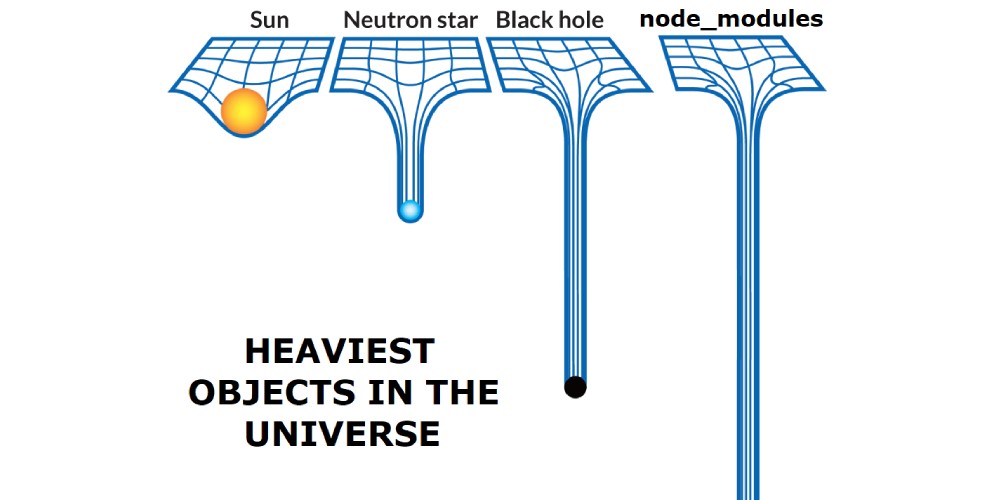 Sun
Neutron star
Black hole
node_modules
HEAVIEST
OBJECTS IN THE
UNIVERSE